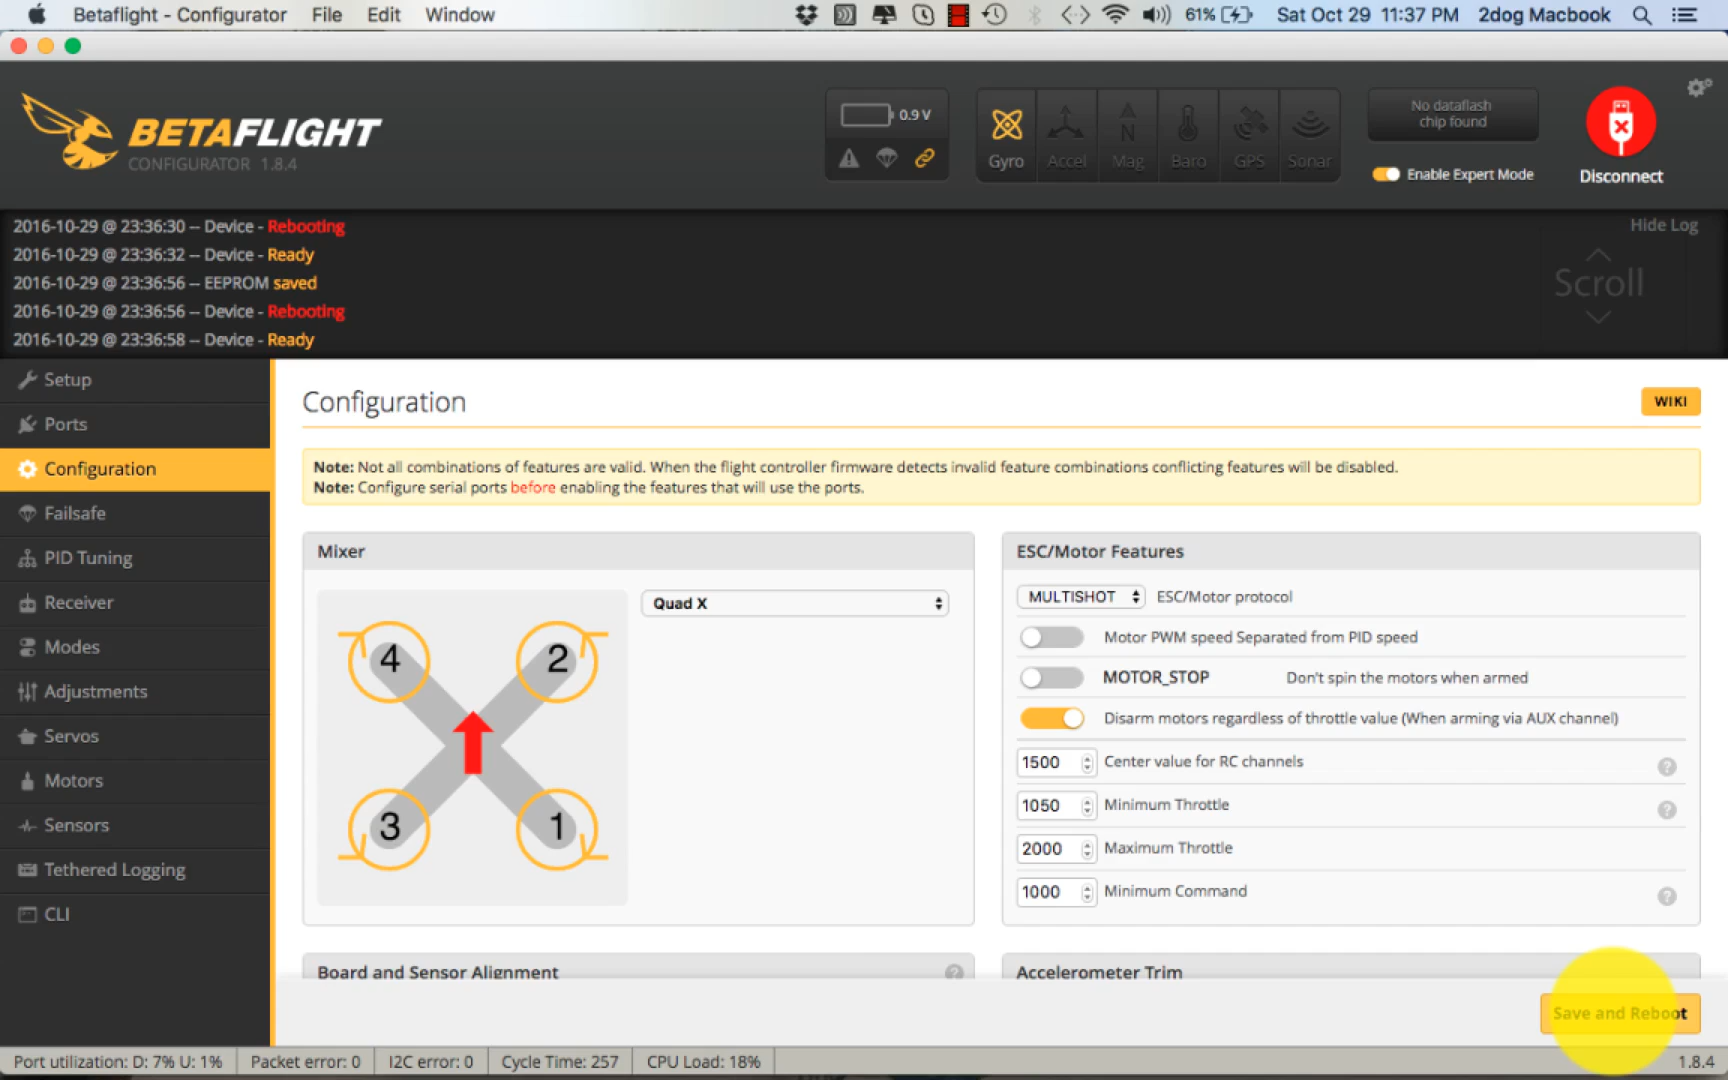 Betaflight - Configurator File Edit Window 61% Sat Oct 29 11:37 PM 2dog Macbook
BETAFLIGHT
CONFIGURATOR 1.8.4
0.9 V
Gyro Accel Mag Baro GPS Sonar
No dataflash
chip found
Enable Expert Mode
Disconnect
2016-10-29 @ 23:36:30 -- Device - Rebooting
2016-10-29 @ 23:36:32 -- Device - Ready
2016-10-29 @ 23:36:56 -- EEPROM saved
2016-10-29 @ 23:36:56 -- Device - Rebooting
2016-10-29 @ 23:36:58 -- Device - Ready
Hide Log
Scroll
Setup
Ports
Configuration
Failsafe
PID Tuning
Receiver
Modes
Adjustments
Servos
Motors
Sensors
Tethered Logging
CLI
Configuration
WIKI
Note: Not all combinations of features are valid. When the flight controller firmware detects invalid feature combinations conflicting features will be disabled.
Note: Configure serial ports before enabling the features that will use the ports.
Mixer
Quad X
4 2
3 1
ESC/Motor Features
MULTISHOT ESC/Motor protocol
Motor PWM speed Separated from PID speed
MOTOR_STOP Don't spin the motors when armed
Disarm motors regardless of throttle value (When arming via AUX channel)
1500 Center value for RC channels ?
1050 Minimum Throttle ?
2000 Maximum Throttle
1000 Minimum Command ?
Board and Sensor Alignment ?
Accelerometer Trim
Save and Reboot
Port utilization: D: 7% U: 1% Packet error: 0 I2C error: 0 Cycle Time: 257 CPU Load: 18% 1.8.4